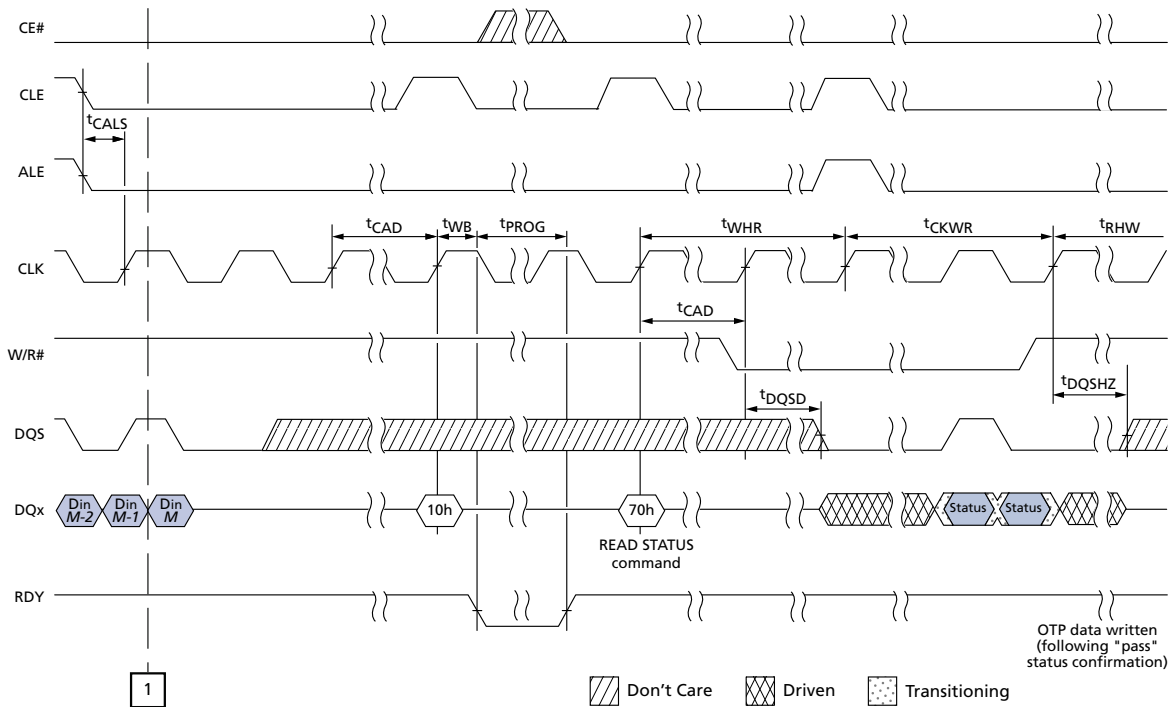 CE#
CLE
tCALS
ALE
tCAD
tWB
tPROG
tWHR
tCKWR
tRHW
CLK
tCAD
W/R#
tDQSD
tDQSHZ
DQS
DQx
Din M-2
Din M-1
Din M
10h
70h
Status
Status
READ STATUS
command
RDY
OTP data written
(following "pass"
status confirmation)
1
Don't Care
Driven
Transitioning